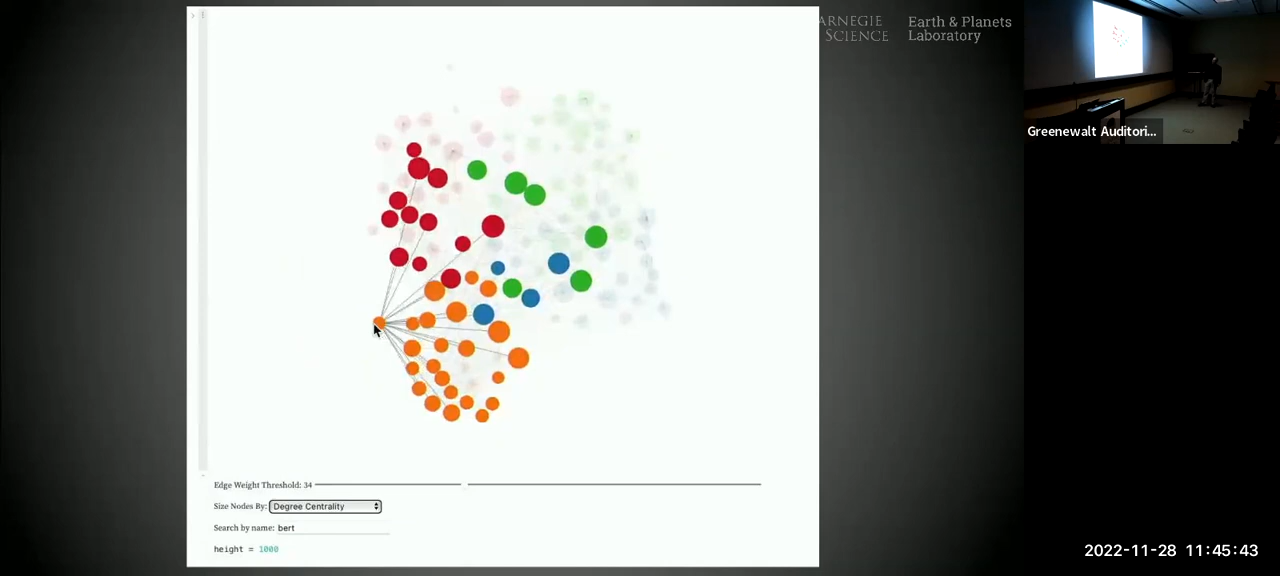 ARNEGIE
SCIENCE
Earth & Planets
Laboratory
Greenewalt Auditori...
Edge Weight Threshold: 34
Size Nodes By: Degree Centrality
Search by name: bert
height = 1000
2022-11-28 11:45:43